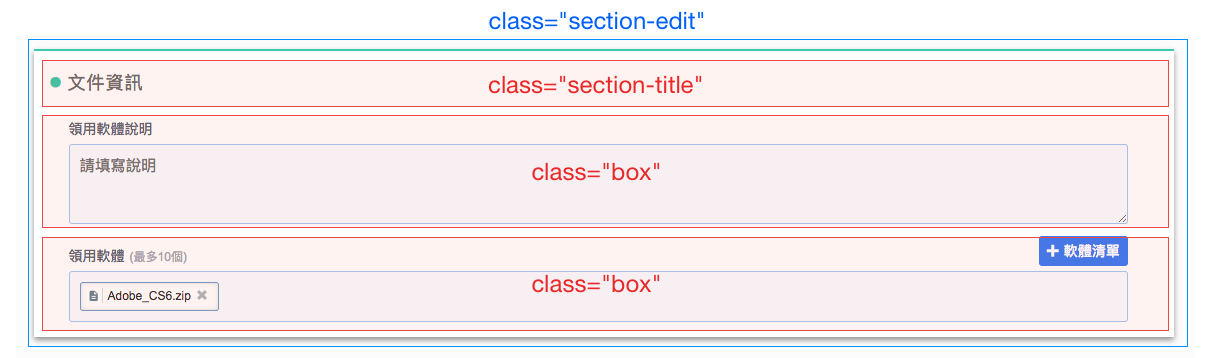 class="section-edit"
文件資訊
class="section-title"
領用軟體說明
請填寫說明
class="box"
領用軟體 (最多10個)
軟體清單
Adobe_CS6.zip
class="box"